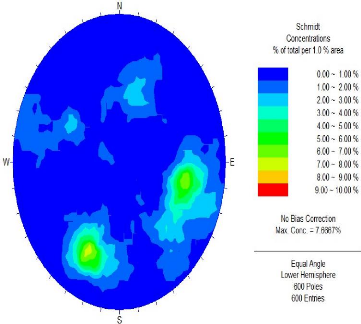 N
W
E
S
Schmidt
Concentrations
% of total per 1.0 % area
0.00 ~ 1.00 %
1.00 ~ 2.00 %
2.00 ~ 3.00 %
3.00 ~ 4.00 %
4.00 ~ 5.00 %
5.00 ~ 6.00 %
6.00 ~ 7.00 %
7.00 ~ 8.00 %
8.00 ~ 9.00 %
9.00 ~ 10.00 %
No Bias Correction
Max. Conc. = 7.6667%
Equal Angle
Lower Hemisphere
600 Poles
600 Entries